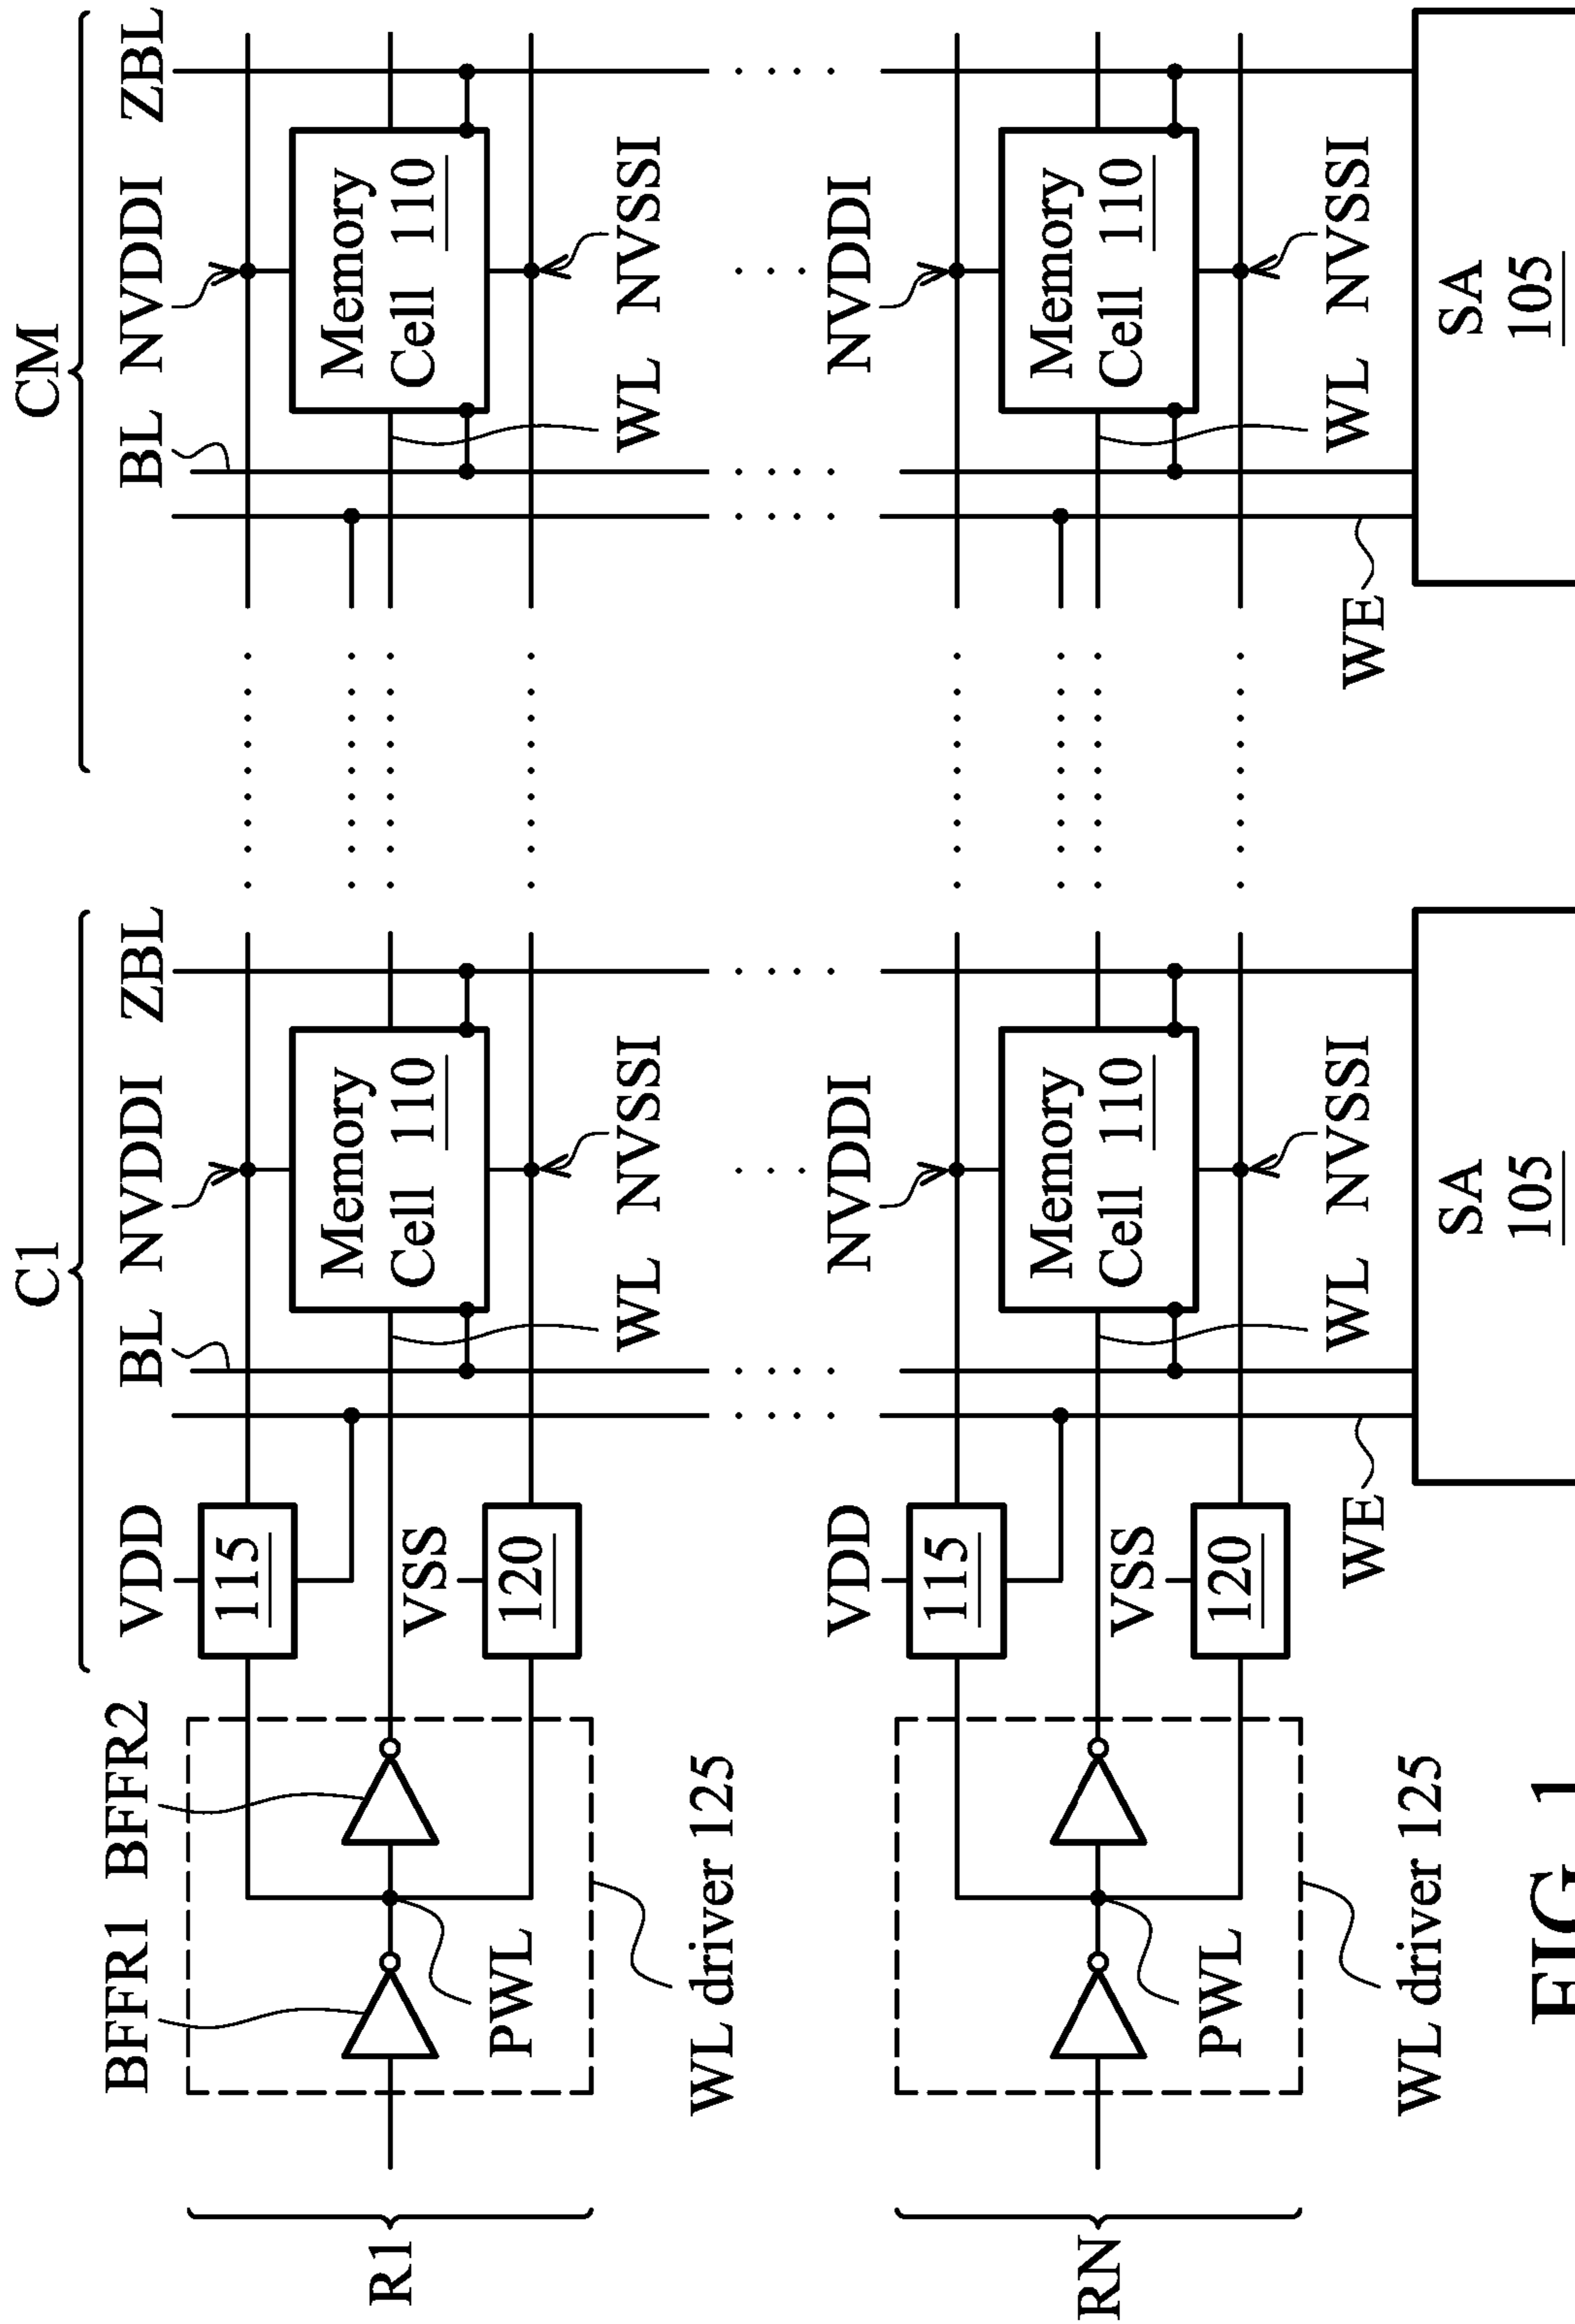 C1
CM
BFFR1 BFFR2
VDD
BL NVDDI ZBL
BL NVDDI ZBL
R1
115
Memory
Cell 110
Memory
Cell 110
VSS
PWL
120
WL NVSSI
WL NVSSI
WL driver 125
VDD
NVDDI
NVDDI
RN
115
Memory
Cell 110
Memory
Cell 110
VSS
PWL
120
WL NVSSI
WL NVSSI
WE
WE
WL driver 125
SA
105
SA
105
FIG. 1